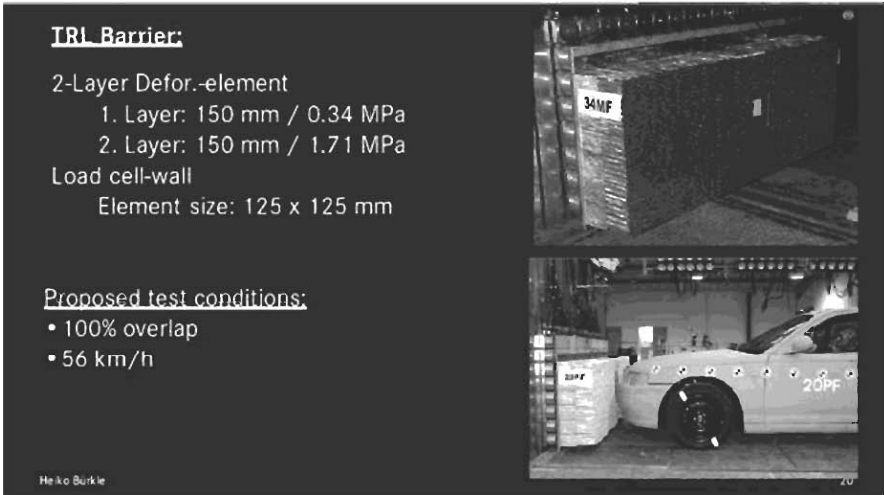 TRL Barrier:
2-Layer Defor.-element
1. Layer: 150 mm / 0.34 MPa
2. Layer: 150 mm / 1.71 MPa
Load cell-wall
Element size: 125 x 125 mm
Proposed test conditions:
• 100% overlap
• 56 km/h
34MF
20PF
20PF
Heiko Bürkle
20